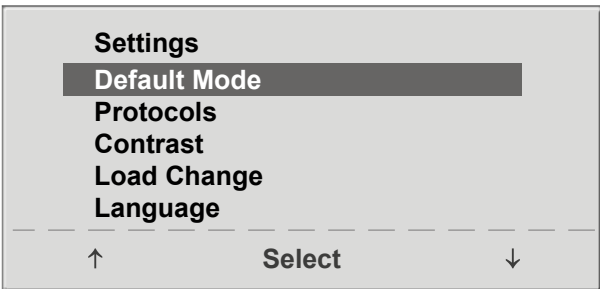 Settings
Default Mode
Protocols
Contrast
Load Change
Language
↑ Select ↓